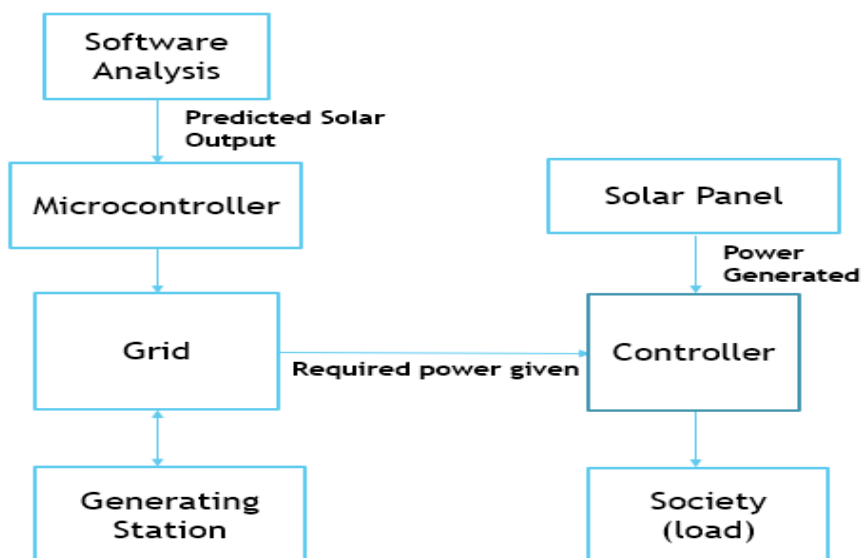 Software
Analysis
Predicted Solar
Output
Microcontroller
Solar Panel
Power
Generated
Grid
Required power given
Controller
Generating
Station
Society
(load)